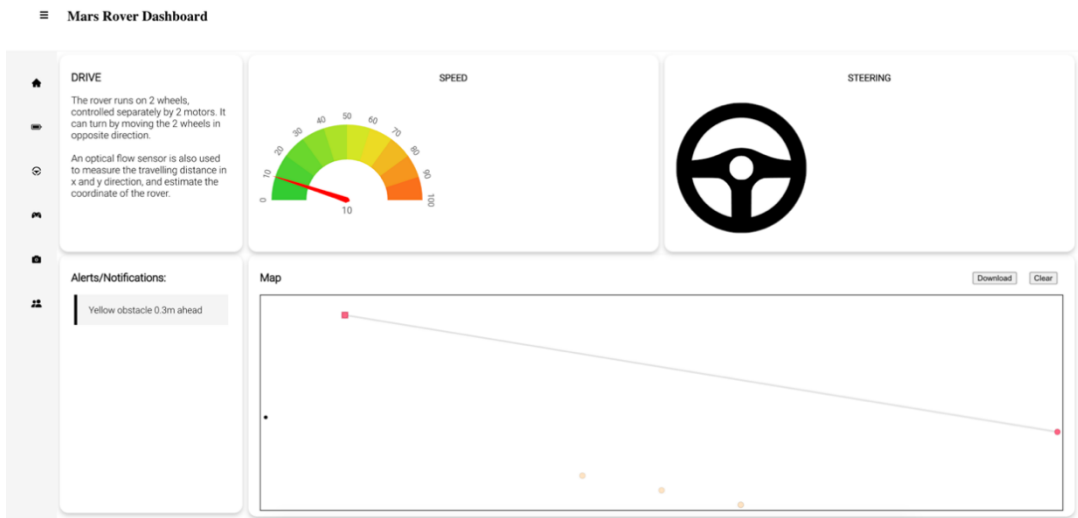 Mars Rover Dashboard
DRIVE
The rover runs on 2 wheels,
controlled separately by 2 motors. It
can turn by moving the 2 wheels in
opposite direction.
An optical flow sensor is also used
to measure the travelling distance in
x and y direction, and estimate the
coordinate of the rover.
SPEED
0
10
20
30
40
50
60
70
80
90
100
10
STEERING
Alerts/Notifications:
Yellow obstacle 0.3m ahead
Map
Download Clear